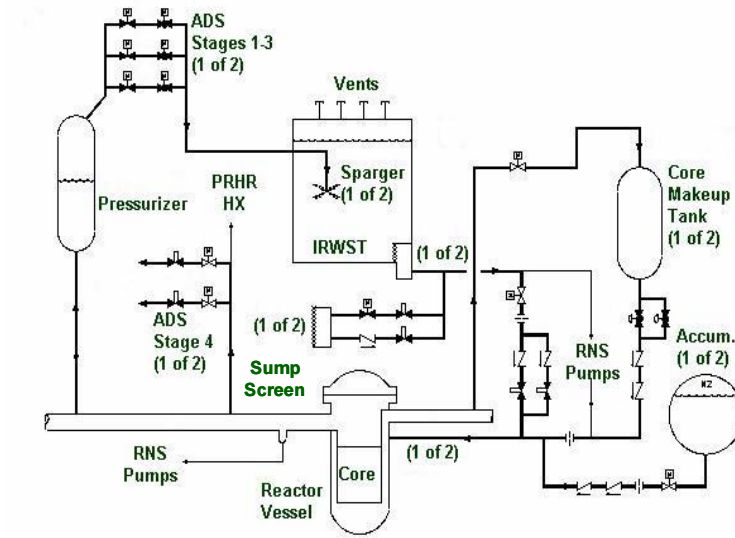 ADS
Stages 1-3
(1 of 2)
Vents
Sparger
(1 of 2)
Core
Makeup
Tank
(1 of 2)
PRHR
HX
Pressurizer
IRWST
(1 of 2)
ADS
Stage 4
(1 of 2)
(1 of 2)
RNS
Pumps
Accum.
(1 of 2)
N2
Sump
Screen
RNS
Pumps
Core
(1 of 2)
Reactor
Vessel